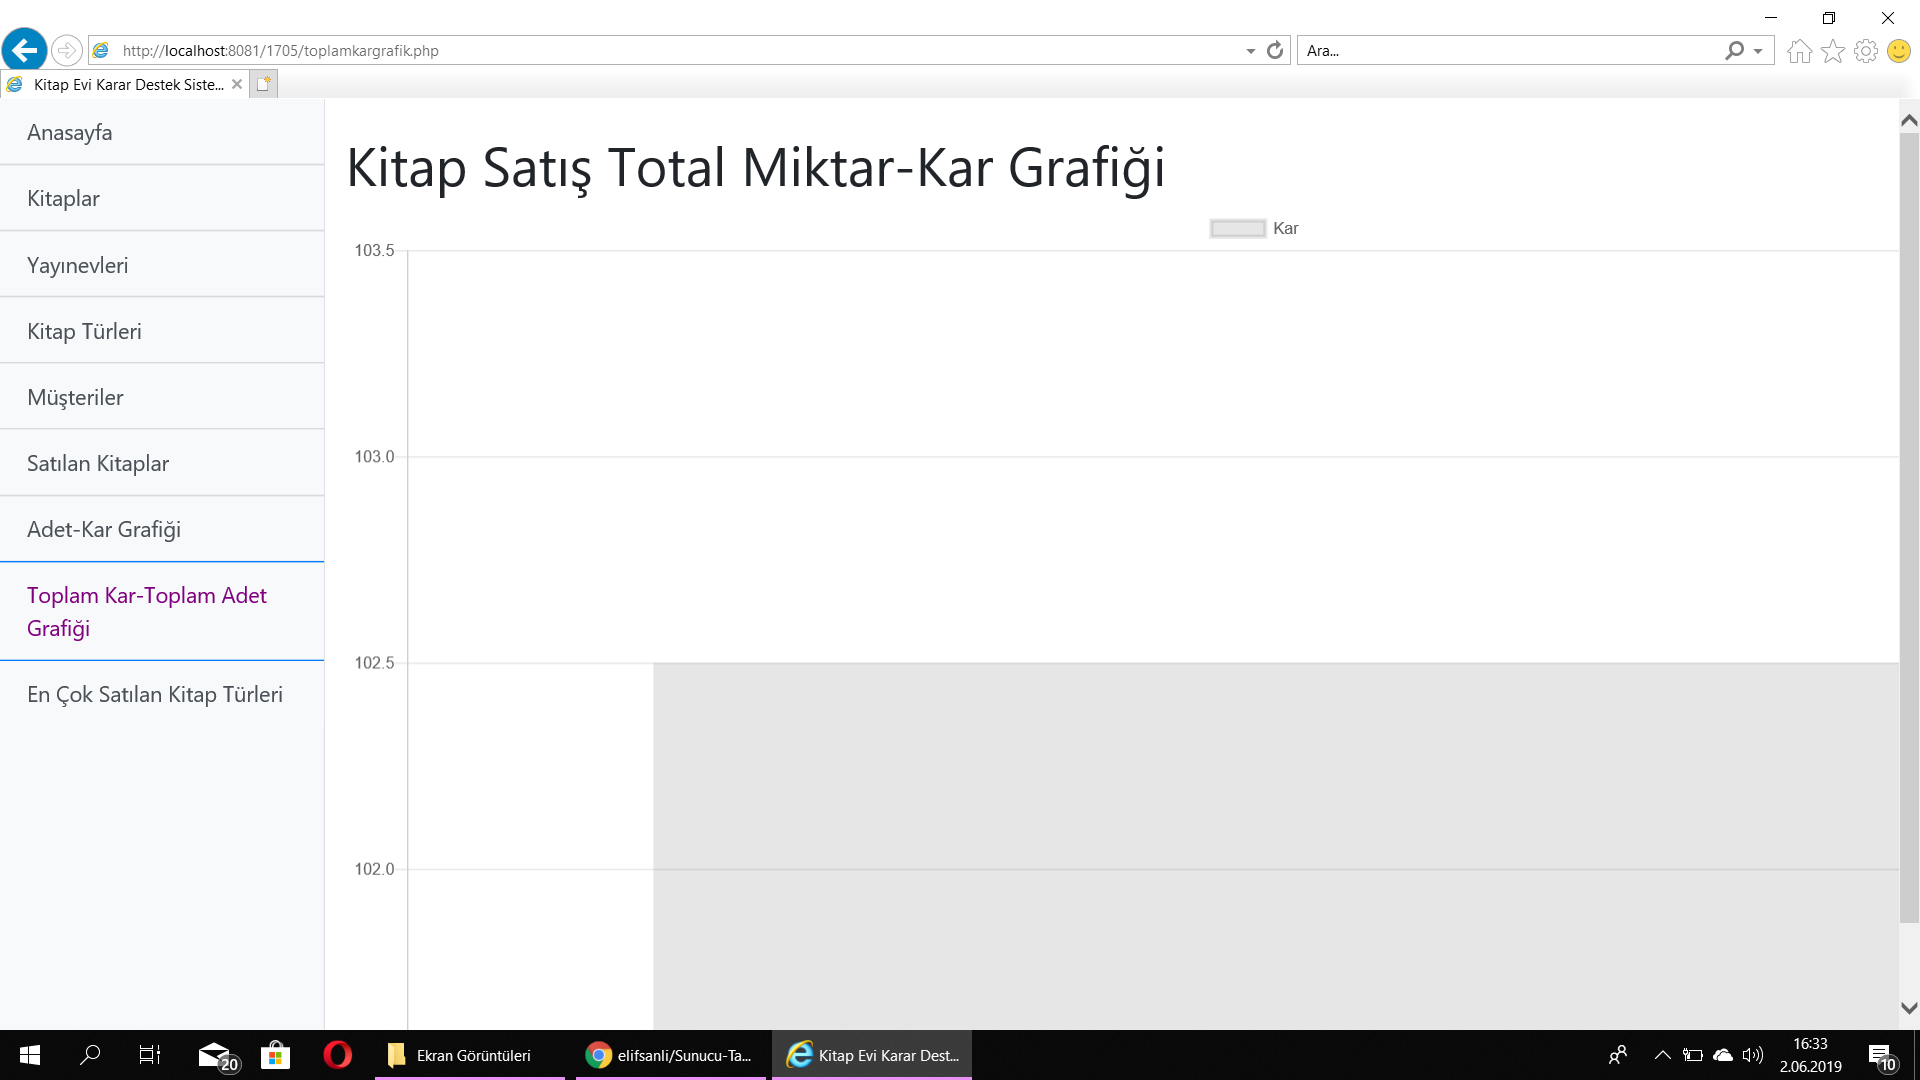 http://localhost:8081/1705/toplamkargrafik.php
Ara...
Kitap Evi Karar Destek Siste...
Anasayfa
Kitaplar
Yayınevleri
Kitap Türleri
Müşteriler
Satılan Kitaplar
Adet-Kar Grafiği
Toplam Kar-Toplam Adet
Grafiği
En Çok Satılan Kitap Türleri
Kitap Satış Total Miktar-Kar Grafiği
Kar
103.5
103.0
102.5
102.0
20
Ekran Görüntüleri
elifsanli/Sunucu-Ta...
Kitap Evi Karar Dest...
16:33
2.06.2019
10